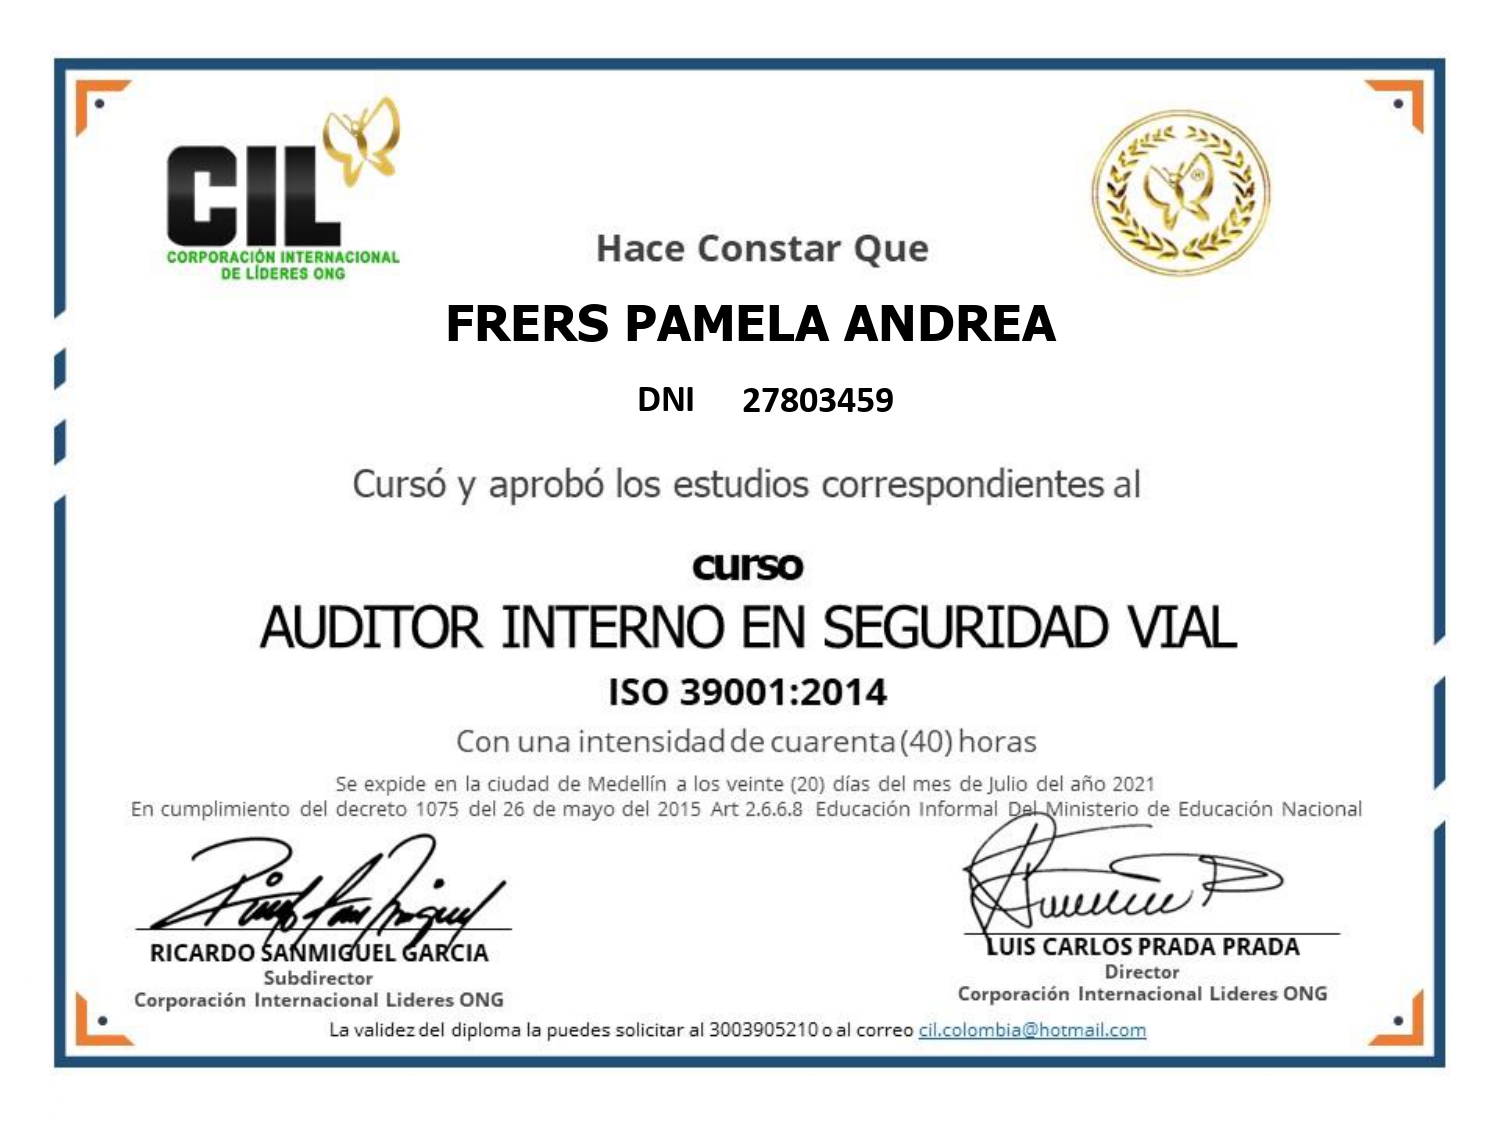 CIL
CORPORACIÓN INTERNACIONAL
DE LÍDERES ONG
®
Hace Constar Que
FRERS PAMELA ANDREA
DNI 27803459
Cursó y aprobó los estudios correspondientes al
curso
AUDITOR INTERNO EN SEGURIDAD VIAL
ISO 39001:2014
Con una intensidad de cuarenta (40) horas
Se expide en la ciudad de Medellín a los veinte (20) días del mes de Julio del año 2021
En cumplimiento del decreto 1075 del 26 de mayo del 2015 Art 2.6.6.8 Educación Informal Del Ministerio de Educación Nacional
RICARDO SANMIGUEL GARCIA
Subdirector
Corporación Internacional Lideres ONG
LUIS CARLOS PRADA PRADA
Director
Corporación Internacional Lideres ONG
La validez del diploma la puedes solicitar al 3003905210 o al correo cil.colombia@hotmail.com